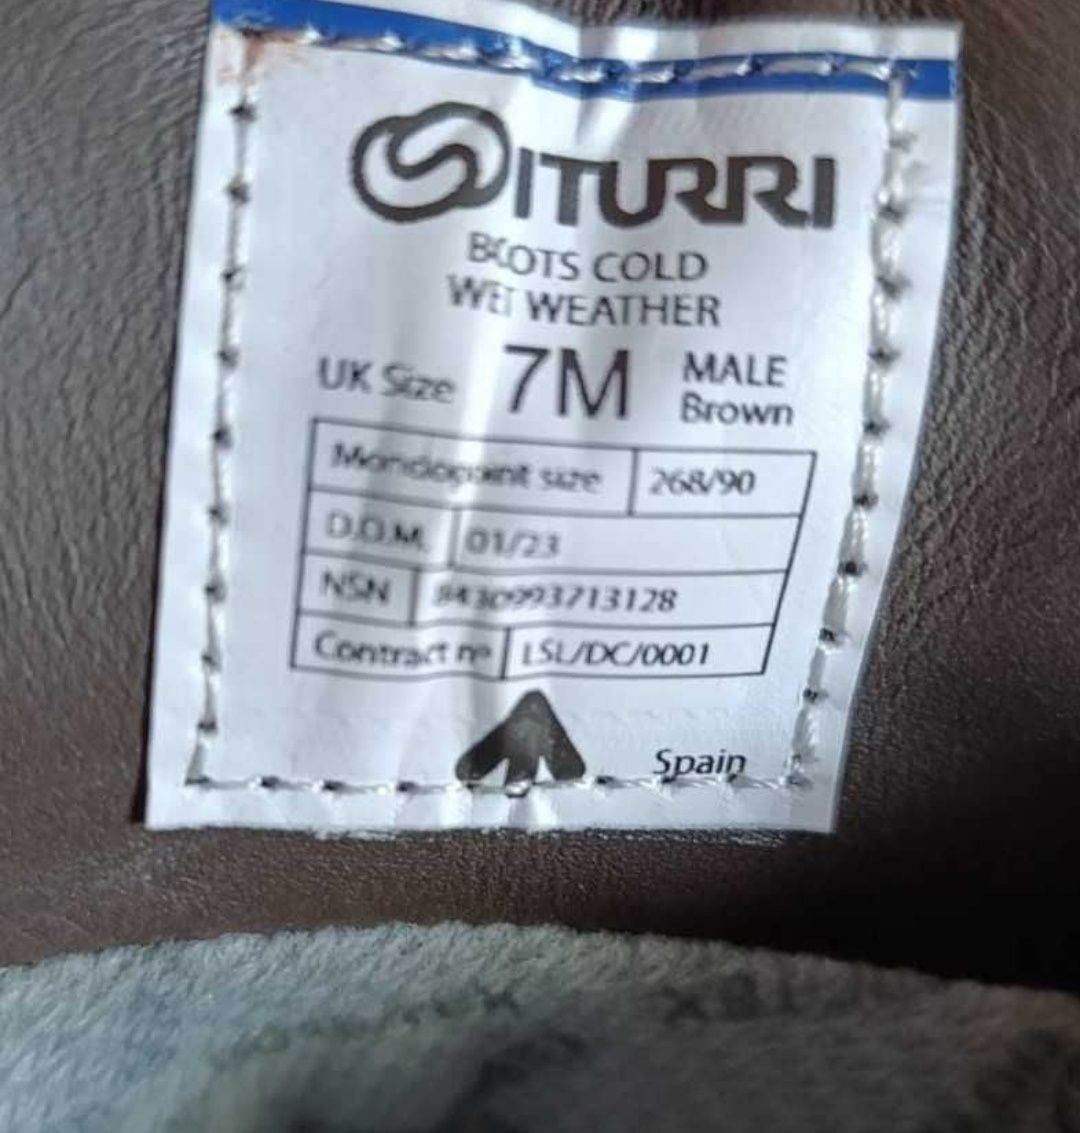 ITURRI
BOOTS COLD
WET WEATHER
UK Size 7M MALE
Brown
Mondopoint size 268/90
D.O.M. 01/23
NSN 8430993713128
Contract nº LSL/DC/0001
Spain